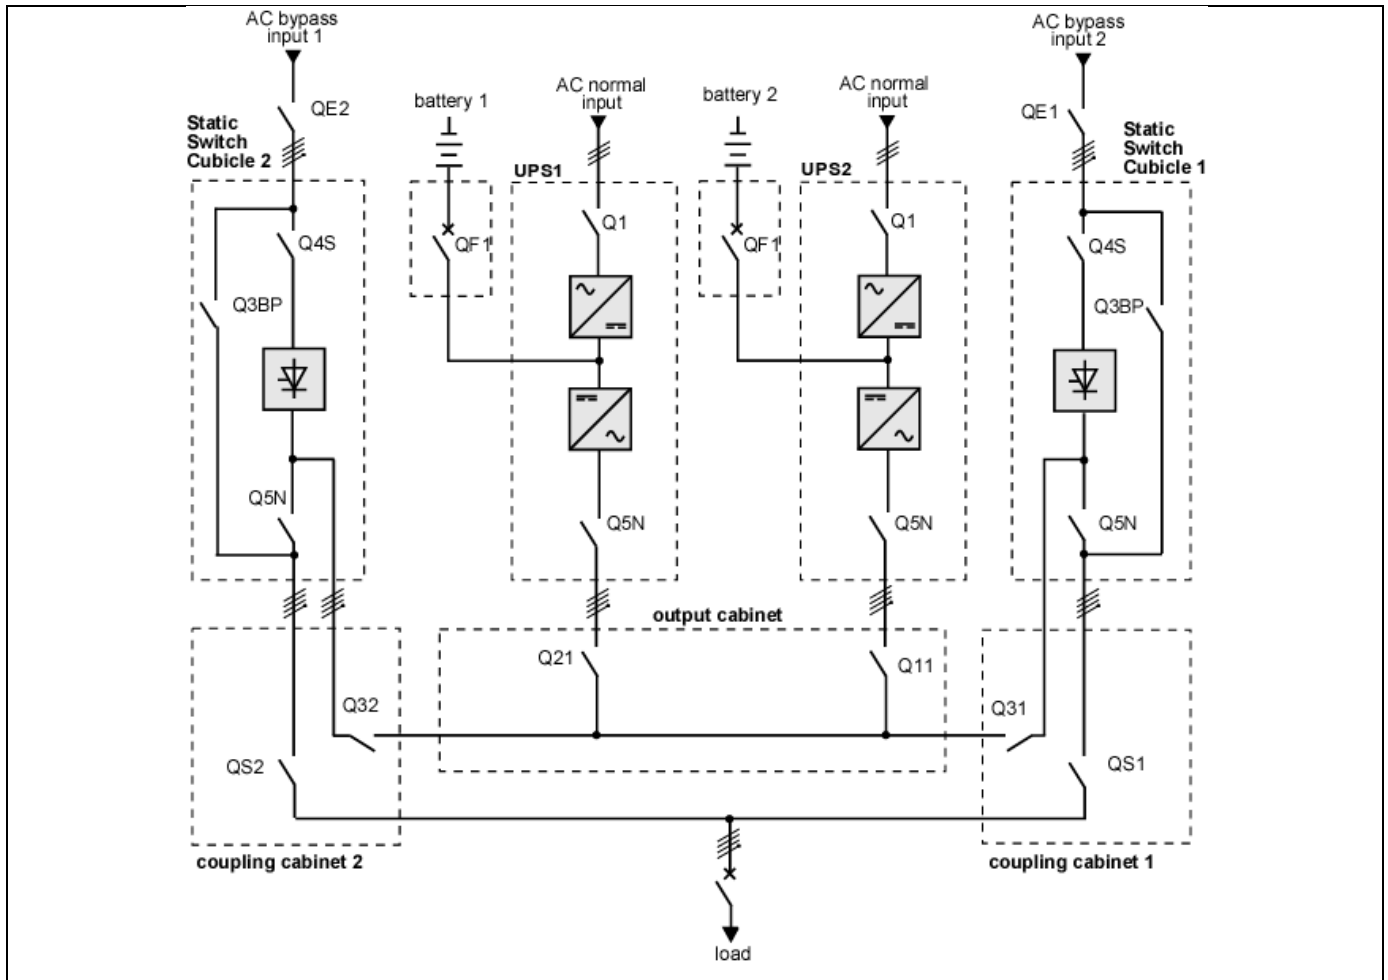 AC bypass
input 1
AC bypass
input 2
AC normal
input
AC normal
input
battery 1
battery 2
QE2
QE1
Static
Switch
Cubicle 2
Static
Switch
Cubicle 1
UPS1
UPS2
Q4S
QF1
Q1
QF1
Q1
Q4S
Q3BP
Q3BP
Q5N
Q5N
Q5N
Q5N
output cabinet
Q21
Q11
Q32
Q31
QS2
QS1
coupling cabinet 2
coupling cabinet 1
load